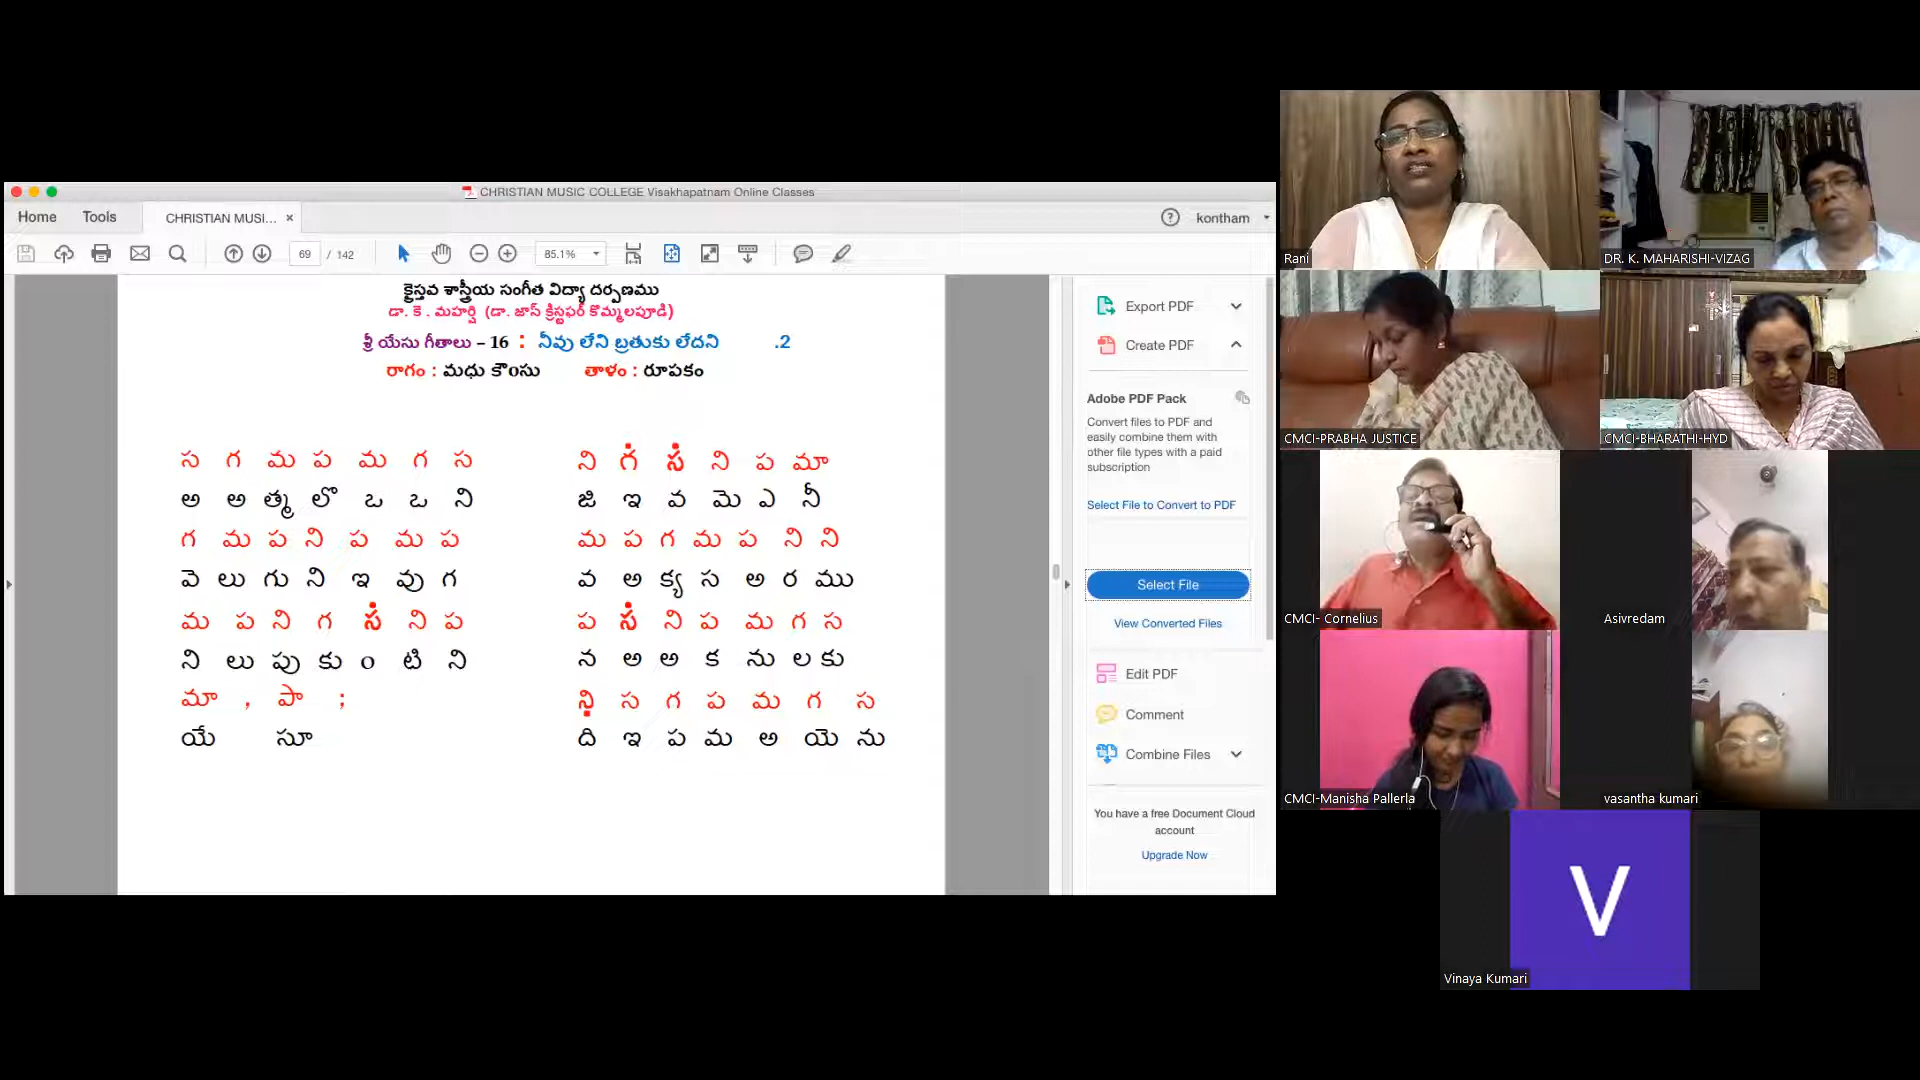 CHRISTIAN MUSIC COLLEGE Visakhapatnam Online Classes
Home Tools CHRISTIAN MUSI... × kontham
69 / 142 85.1%
క్రైస్తవ శాస్త్రీయ సంగీత విద్యా దర్పణము
డా. కె . మహర్షి (డా. జాస్ క్రిస్టఫర్ కొమ్మలపూడి)
శ్రీ యేసు గీతాలు – 16 : నీవు లేని బ్రతుకు లేదని .2
రాగం : మధు కౌంసు తాళం : రూపకం
స గ మ ప మ గ స
అ అ త్మ లొ ఒ ఒ ని
గ మ ప ని ప మ ప
వె లు గు ని ఇ వు గ
మ ప ని గ స̇ ని ప
ని లు పు కు ం టి ని
మా , పా ;
యే సూ
ని గ̇ స̇ ని ప మా
జి ఇ వ మె ఎ నీ
మ ప గ మ ప ని ని
వ అ క్య స అ ర ము
ప స̇ ని ప మ గ స
న అ అ క ను ల కు
ని̣ స గ ప మ గ స
ది ఇ ప మ అ యె ను
Export PDF
Create PDF
Adobe PDF Pack
Convert files to PDF and
easily combine them with
other file types with a paid
subscription
Select File to Convert to PDF
Select File
View Converted Files
Edit PDF
Comment
Combine Files
You have a free Document Cloud
account
Upgrade Now
Rani
DR. K. MAHARISHI-VIZAG
CMCI-PRABHA JUSTICE
CMCI-BHARATHI-HYD
CMCI- Cornelius
Asivredam
CMCI-Manisha Pallerla
vasantha kumari
V
Vinaya Kumari